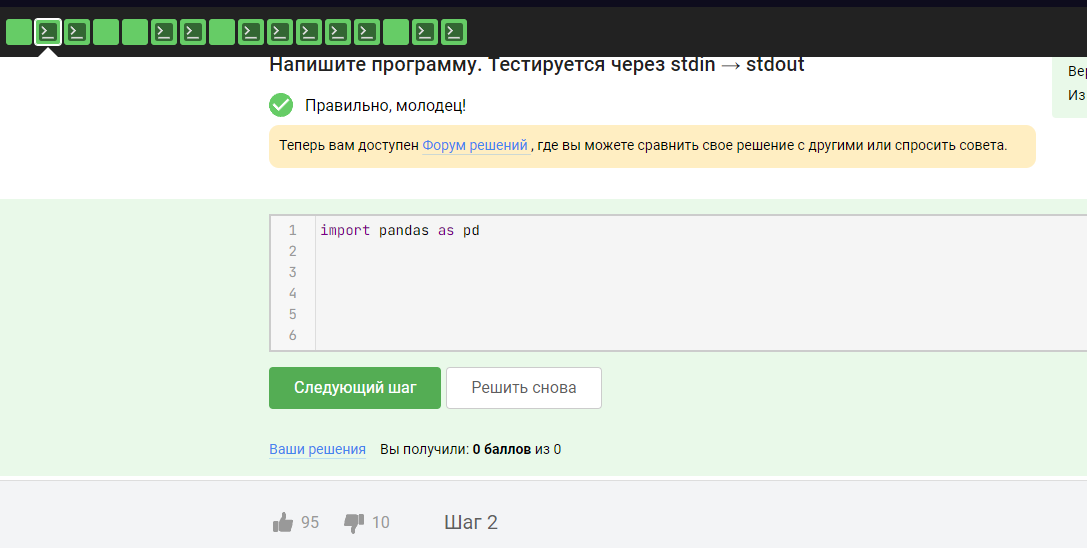 Напишите программу. Тестируется через stdin → stdout
Вер
Из
Правильно, молодец!
Теперь вам доступен Форум решений , где вы можете сравнить свое решение с другими или спросить совета.
1 import pandas as pd
2
3
4
5
6
Следующий шаг Решить снова
Ваши решения Вы получили: 0 баллов из 0
95 10 Шаг 2